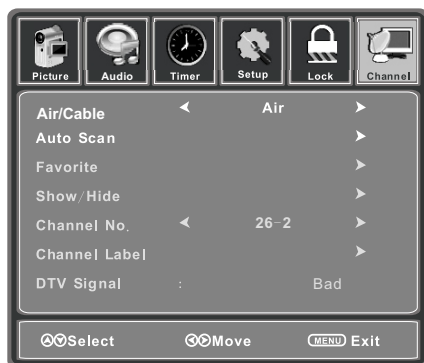 Picture Audio Timer Setup Lock Channel
Air/Cable Air
Auto Scan
Favorite
Show/Hide
Channel No. 26-2
Channel Label
DTV Signal : Bad
Select Move MENU Exit